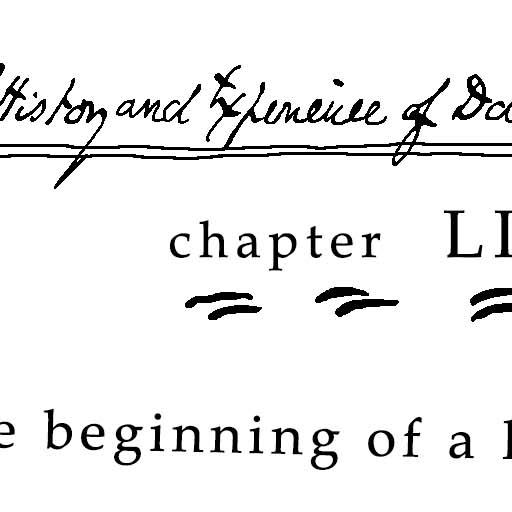 History and Experience of Da
chapter LI
e beginning of a l